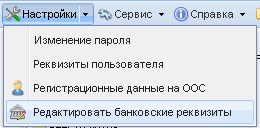 Настройки Сервис Справка
Изменение пароля
Реквизиты пользователя
Регистрационные данные на ООС
Редактировать банковские реквизиты